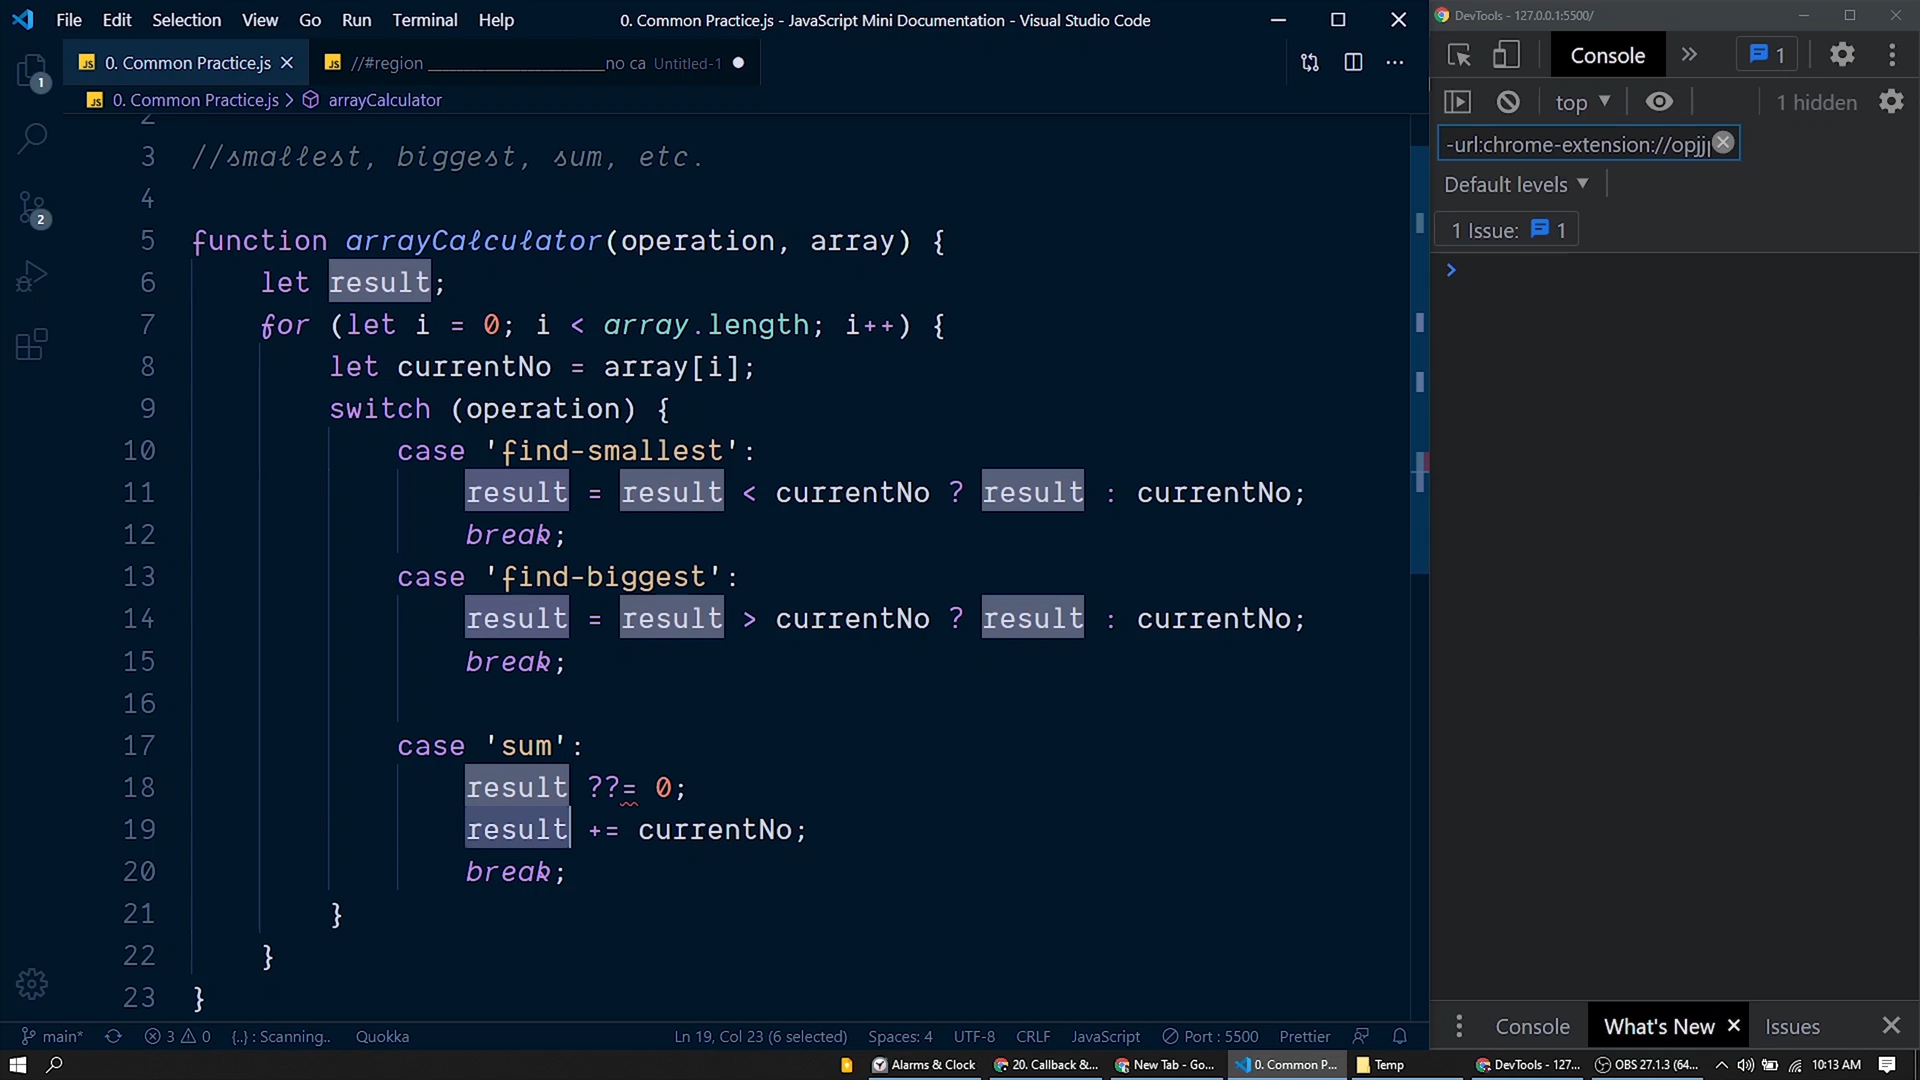 File Edit Selection View Go Run Terminal Help 0. Common Practice.js - JavaScript Mini Documentation - Visual Studio Code
JS 0. Common Practice.js JS //#region _______________________no ca Untitled-1
JS 0. Common Practice.js > arrayCalculator
2
3 //smallest, biggest, sum, etc.
4
5 function arrayCalculator(operation, array) {
6 let result;
7 for (let i = 0; i < array.length; i++) {
8 let currentNo = array[i];
9 switch (operation) {
10 case 'find-smallest':
11 result = result < currentNo ? result : currentNo;
12 break;
13 case 'find-biggest':
14 result = result > currentNo ? result : currentNo;
15 break;
16
17 case 'sum':
18 result ??= 0;
19 result += currentNo;
20 break;
21 }
22 }
23 }
1
2
main* 3 0 {..} : Scanning.. Quokka Ln 19, Col 23 (6 selected) Spaces: 4 UTF-8 CRLF JavaScript Port : 5500 Prettier
DevTools - 127.0.0.1:5500/
Console 1
top 1 hidden
-url:chrome-extension://opjj
Default levels
1 Issue: 1
Console What's New Issues
Alarms & Clock 20. Callback &... New Tab - Go... 0. Common P... Temp DevTools - 127... OBS 27.1.3 (64... 10:13 AM